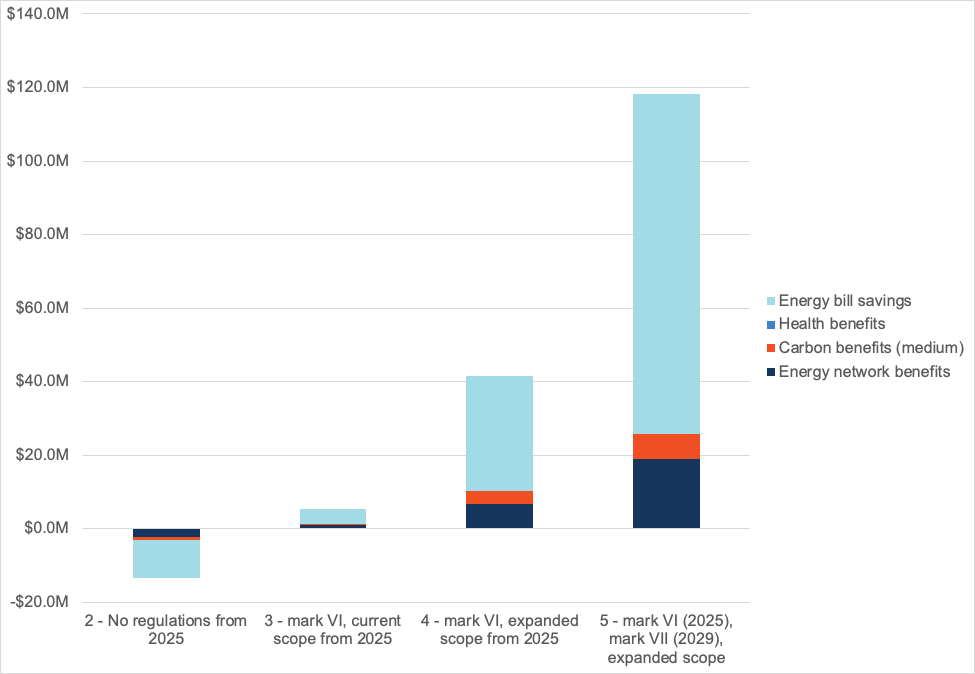 $140.0M
$120.0M
$100.0M
$80.0M
$60.0M
$40.0M
$20.0M
$0.0M
-$20.0M
2 - No regulations from
2025
3 - mark VI, current
scope from 2025
4 - mark VI, expanded
scope from 2025
5 - mark VI (2025),
mark VII (2029),
expanded scope
Energy bill savings
Health benefits
Carbon benefits (medium)
Energy network benefits